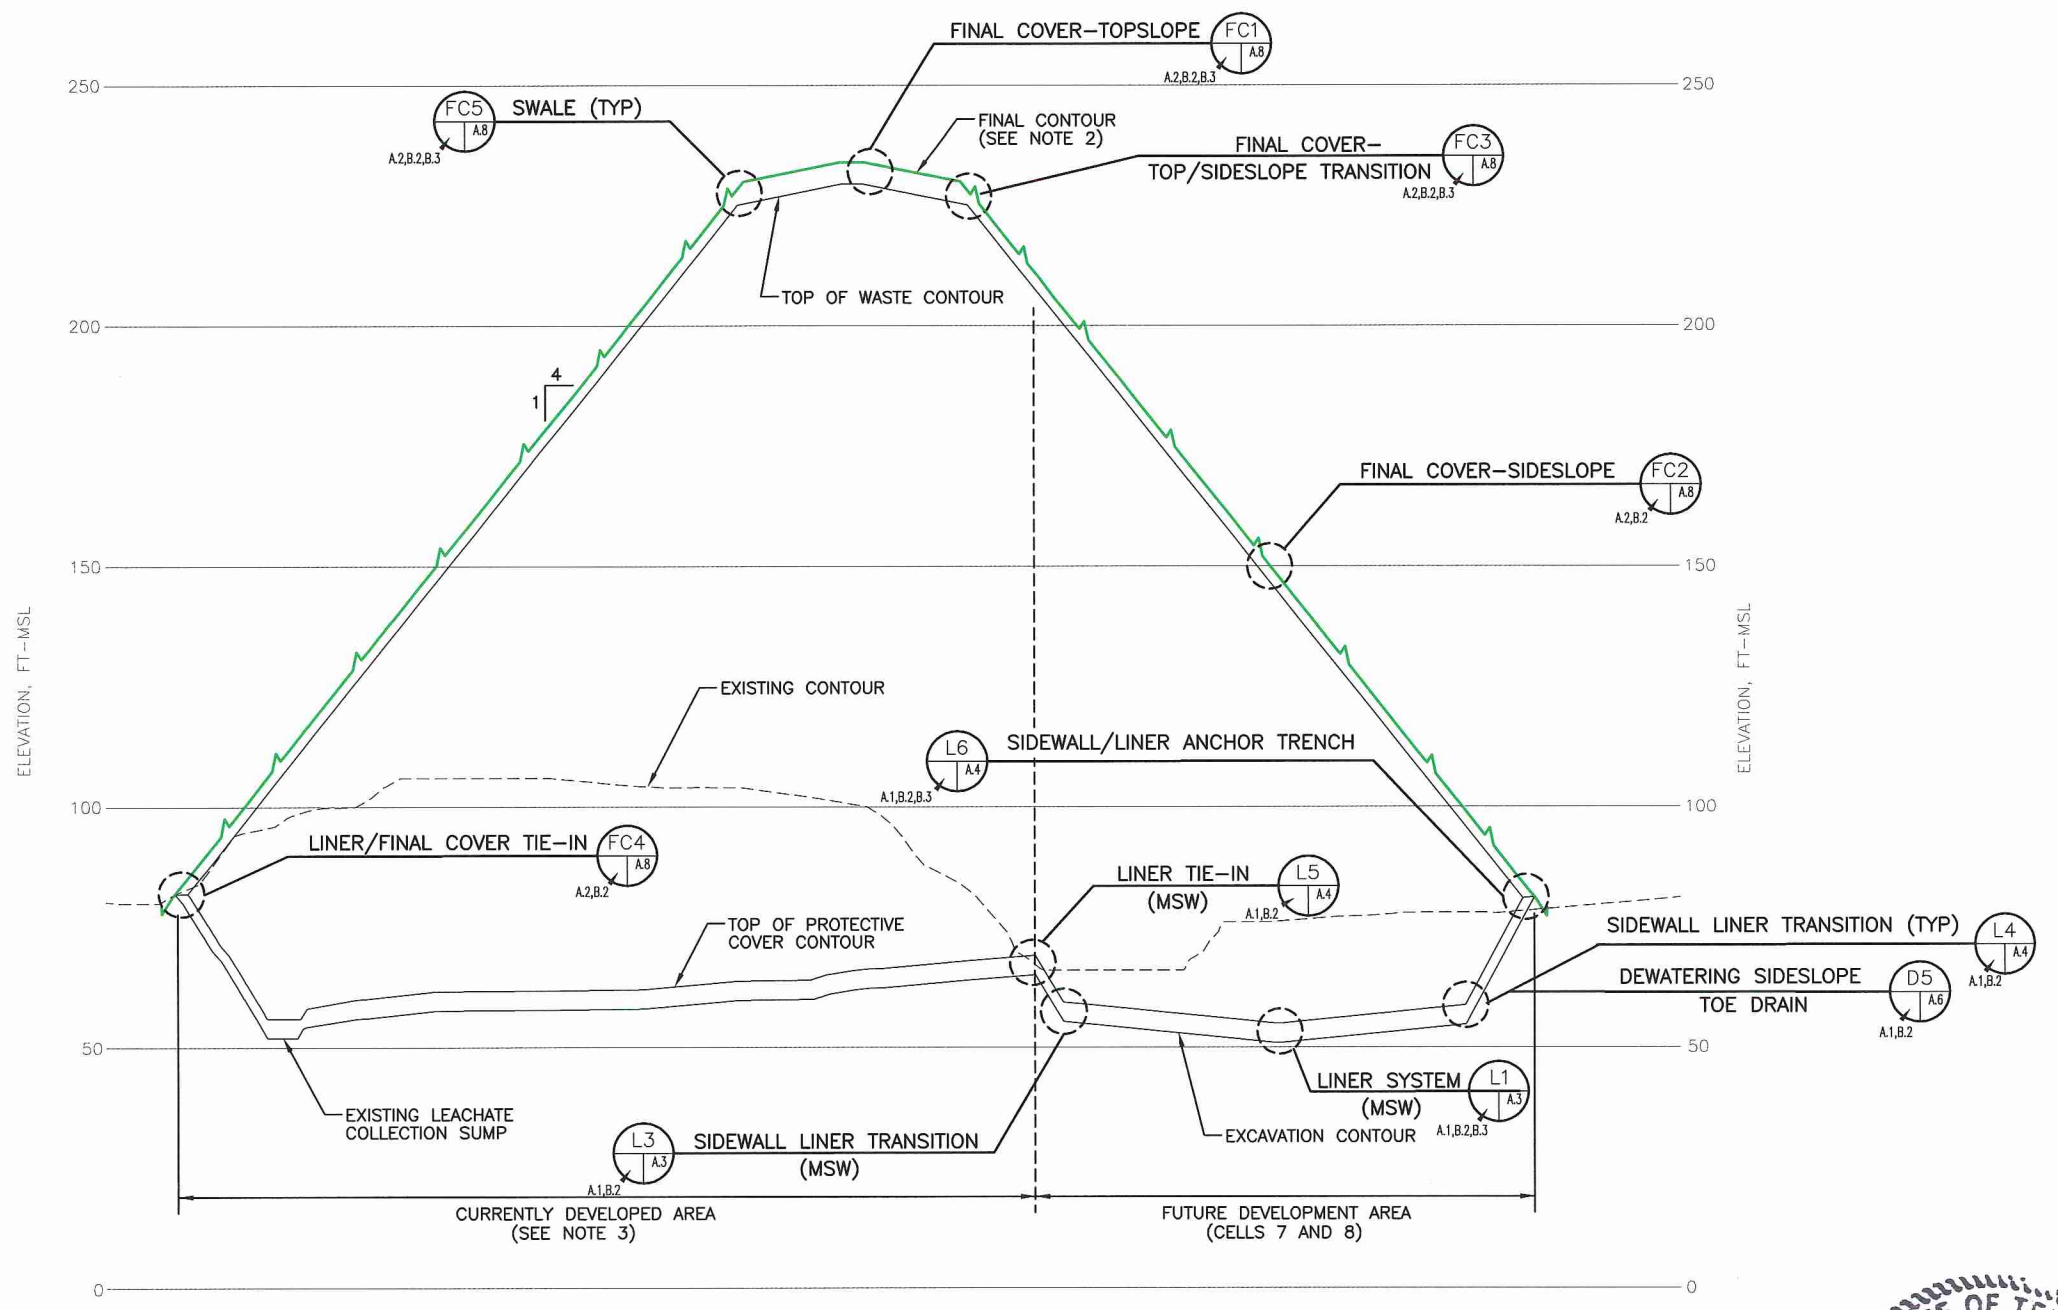 FINAL COVER-TOPSLOPE
FC1
A.8
A.2,B.2,B.3
250
250
FC5
A.8
A.2,B.2,B.3
SWALE (TYP)
FINAL CONTOUR
(SEE NOTE 2)
FINAL COVER-
TOP/SIDESLOPE TRANSITION
FC3
A.8
A.2,B.2,B.3
TOP OF WASTE CONTOUR
200
200
4
1
FINAL COVER-SIDESLOPE
FC2
A.8
A.2,B.2
150
150
ELEVATION, FT-MSL
ELEVATION, FT-MSL
EXISTING CONTOUR
L6
A.4
A.1,B.2,B.3
SIDEWALL/LINER ANCHOR TRENCH
100
100
LINER/FINAL COVER TIE-IN
FC4
A.8
A.2,B.2
LINER TIE-IN
(MSW)
L5
A.4
A.1,B.2
TOP OF PROTECTIVE
COVER CONTOUR
SIDEWALL LINER TRANSITION (TYP)
L4
A.4
A.1,B.2
DEWATERING SIDESLOPE
TOE DRAIN
D5
A.6
A.1,B.2
50
50
LINER SYSTEM
(MSW)
L1
A.3
A.1,B.2,B.3
EXISTING LEACHATE
COLLECTION SUMP
EXCAVATION CONTOUR
L3
A.3
A.1,B.2
SIDEWALL LINER TRANSITION
(MSW)
CURRENTLY DEVELOPED AREA
(SEE NOTE 3)
FUTURE DEVELOPMENT AREA
(CELLS 7 AND 8)
0
0
OF